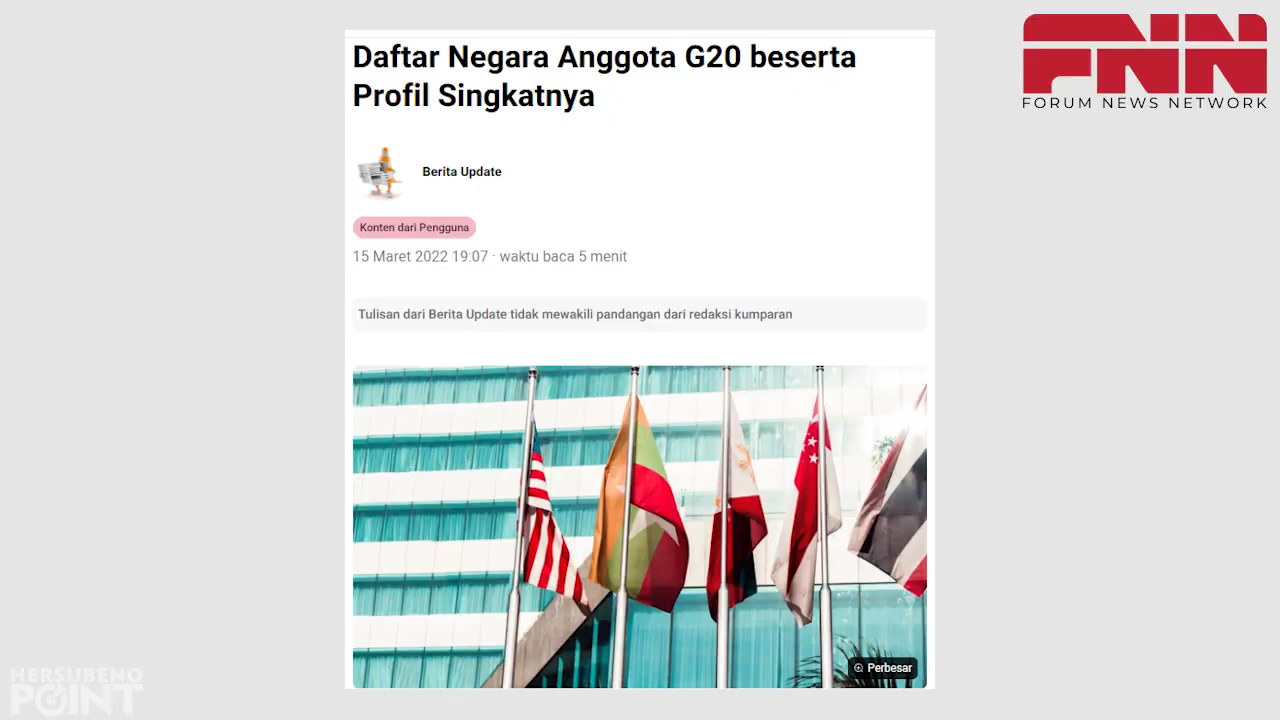 Daftar Negara Anggota G20 beserta
Profil Singkatnya
FNN
FORUM NEWS NETWORK
Berita Update
Konten dari Pengguna
15 Maret 2022 19:07 · waktu baca 5 menit
Tulisan dari Berita Update tidak mewakili pandangan dari redaksi kumparan
Perbesar
HERSUBENO
POINT